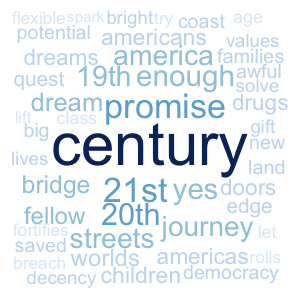 flexible spark bright try coast age
potential americans values
dreams america families
quest 19th enough awful
solve
dream promise drugs
lift class gift
big century new
lives land
bridge 21st yes doors
fellow 20th edge
fortifies streets journey let
saved worlds americas rolls
breach children democracy
decency